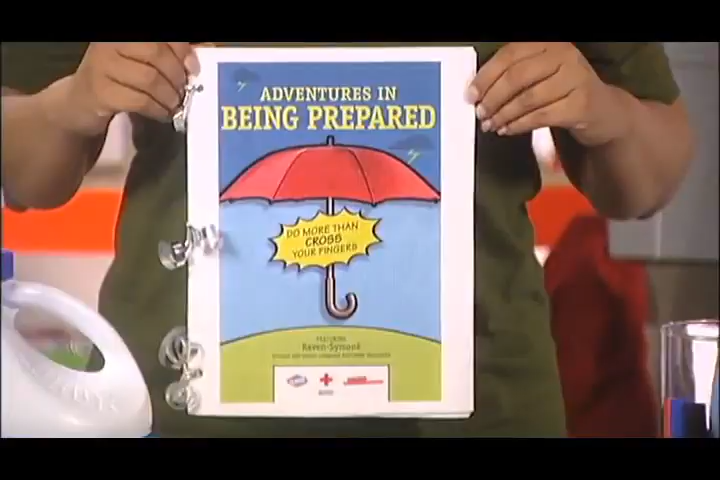 ADVENTURES IN
BEING PREPARED
DO MORE THAN
CROSS
YOUR FINGERS
FEATURING
Raven-Symoné